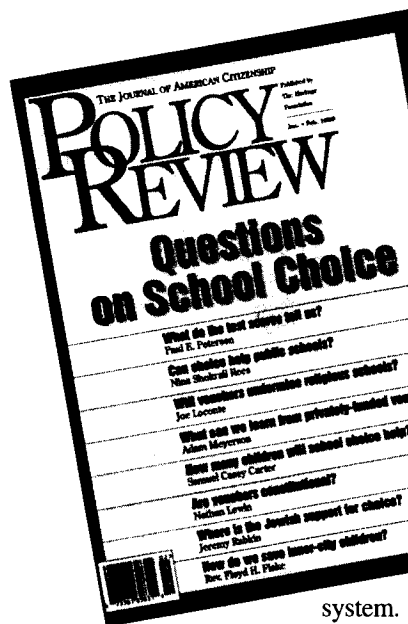 THE JOURNAL OF AMERICAN CITIZENSHIP
POLICY
REVIEW
Published by
The Heritage
Foundation
Jan. • Feb.
Questions
on School Choice
What do the test scores tell us?
Paul E. Peterson
Can choice help public schools?
Nina Shokraii Rees
Will vouchers undermine religious schools?
Joe Loconte
What can we learn from privately-funded
Adam Meyerson
How many children will school choice help?
Samuel Casey Carter
Are vouchers constitutional?
Nathan Lewin
Where is the Jewish support for choice?
Jeremy Rabkin
How do we save inner-city children?
Rev. Floyd H. Flake
system.